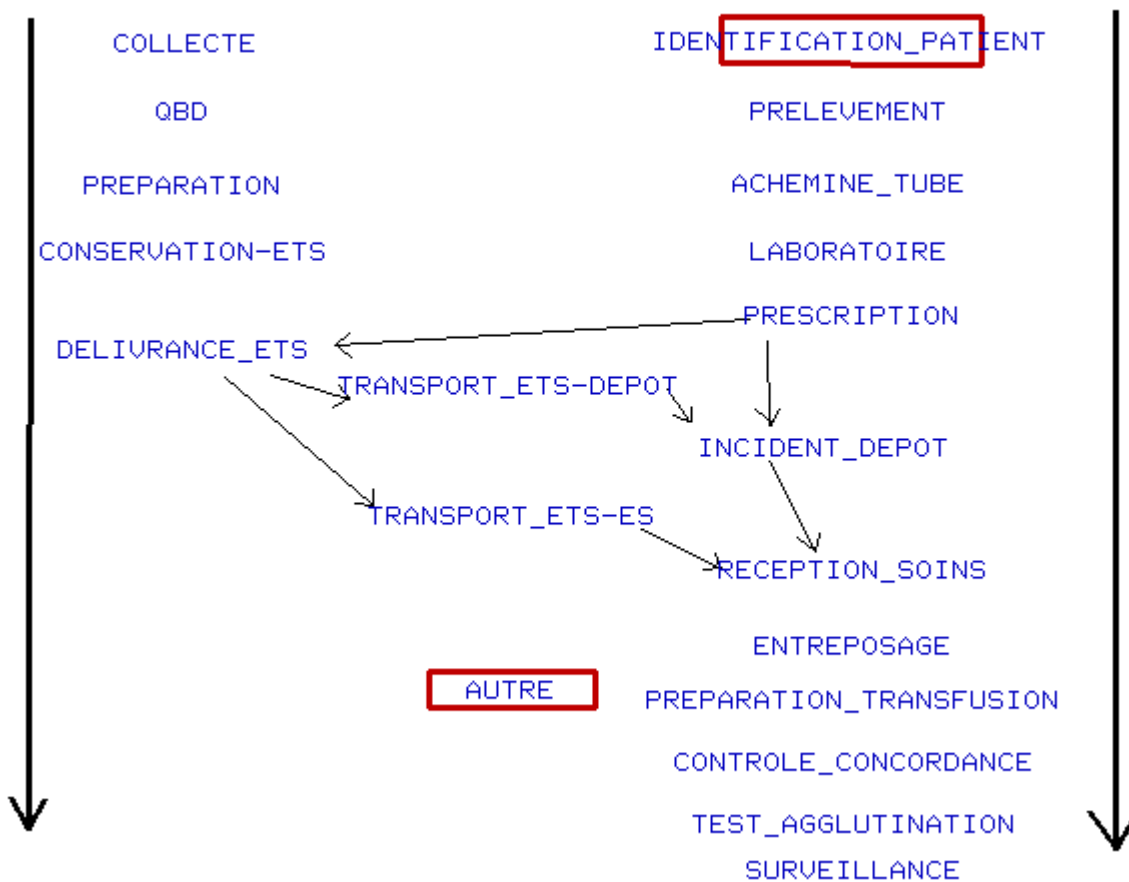 COLLECTE
IDENTIFICATION_PATIENT
QBD
PRELEVEMENT
PREPARATION
ACHEMINE_TUBE
CONSERVATION-ETS
LABORATOIRE
PRESCRIPTION
DELIVRANCE_ETS
TRANSPORT_ETS-DEPOT
INCIDENT_DEPOT
TRANSPORT_ETS-ES
RECEPTION_SOINS
ENTREPOSAGE
AUTRE
PREPARATION_TRANSFUSION
CONTROLE_CONCORDANCE
TEST_AGGLUTINATION
SURVEILLANCE